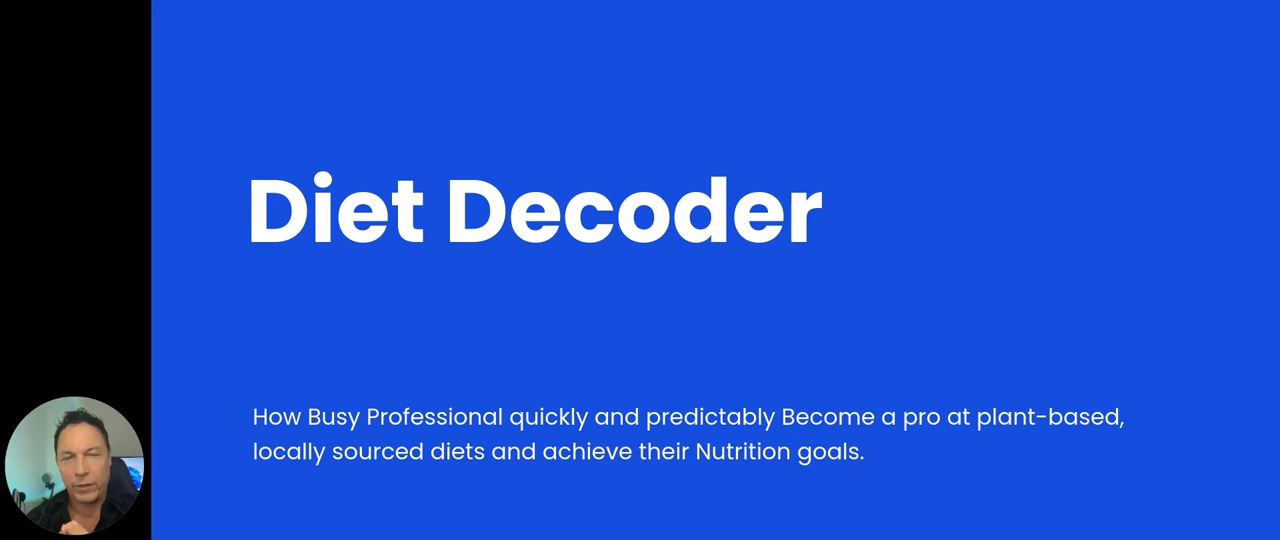 Diet Decoder
How Busy Professional quickly and predictably Become a pro at plant-based,
locally sourced diets and achieve their Nutrition goals.